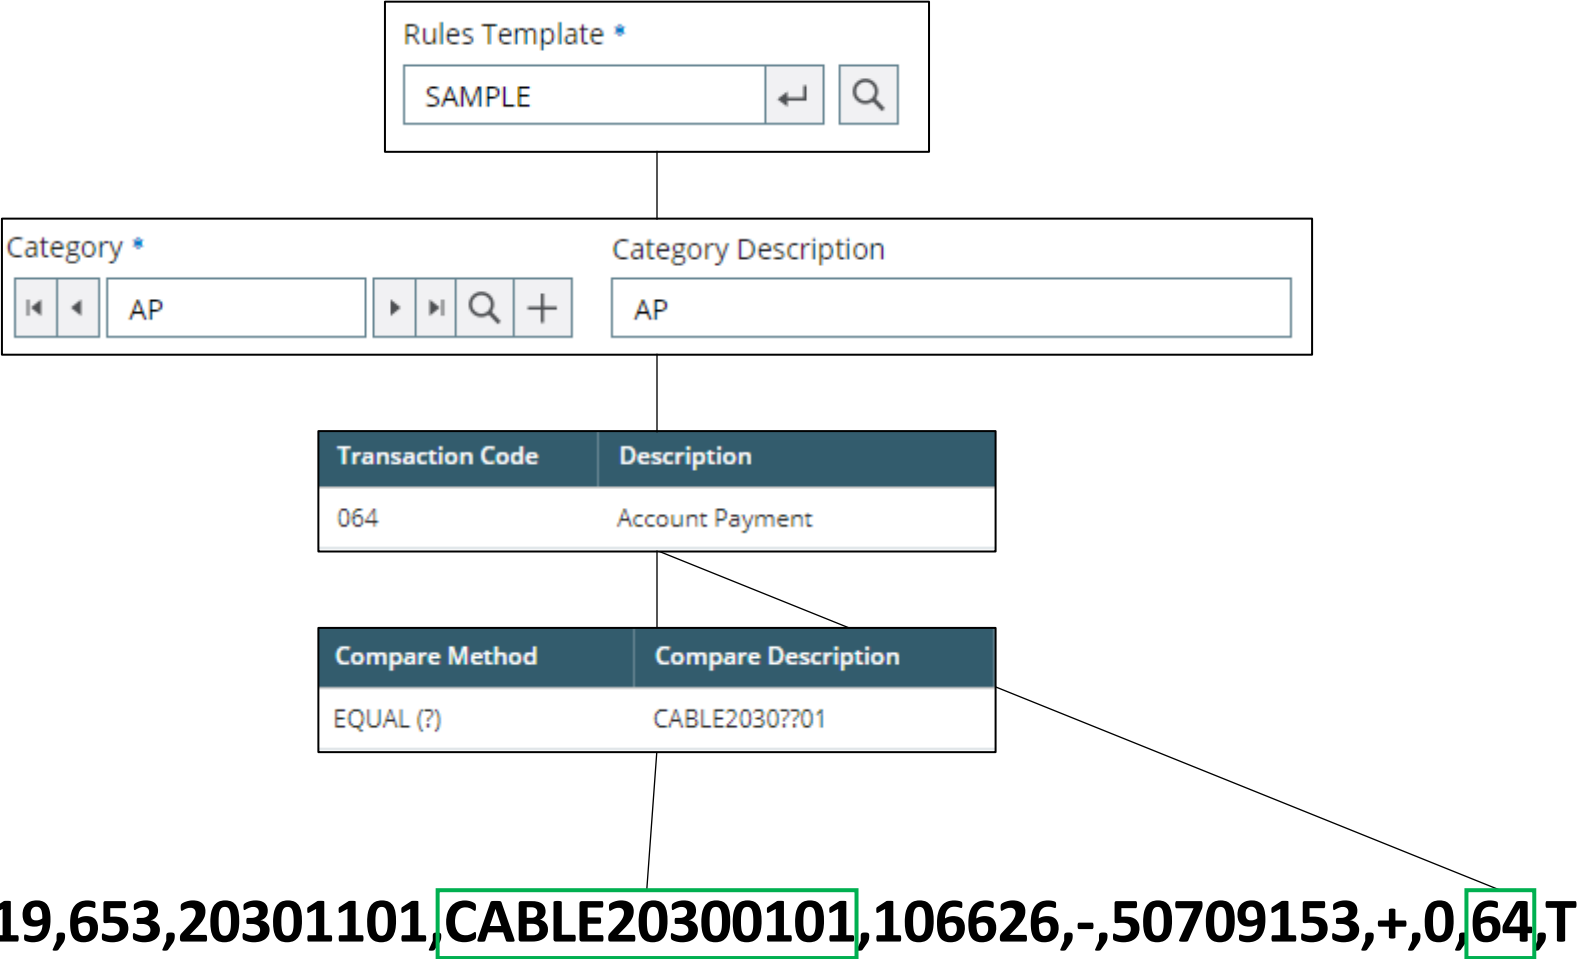 Rules Template *
SAMPLE
Category *
Category Description
AP
AP
Transaction Code
Description
064
Account Payment
Compare Method
Compare Description
EQUAL (?)
CABLE2030??01
19,653,20301101,CABLE20300101,106626,-,50709153,+,0,64,T